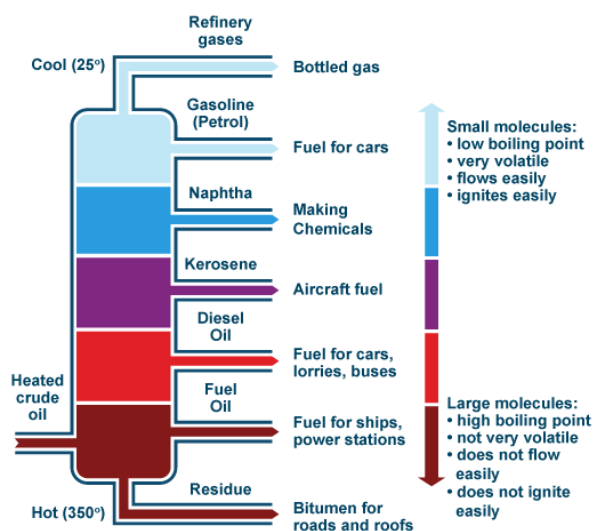 Refinery
gases
Cool (25°)
Bottled gas
Gasoline
(Petrol)
Fuel for cars
Naphtha
Making
Chemicals
Kerosene
Aircraft fuel
Diesel
Oil
Fuel for cars,
lorries, buses
Heated
crude
oil
Fuel
Oil
Fuel for ships,
power stations
Residue
Hot (350°)
Bitumen for
roads and roofs
Small molecules:
• low boiling point
• very volatile
• flows easily
• ignites easily
Large molecules:
• high boiling point
• not very volatile
• does not flow
easily
• does not ignite
easily